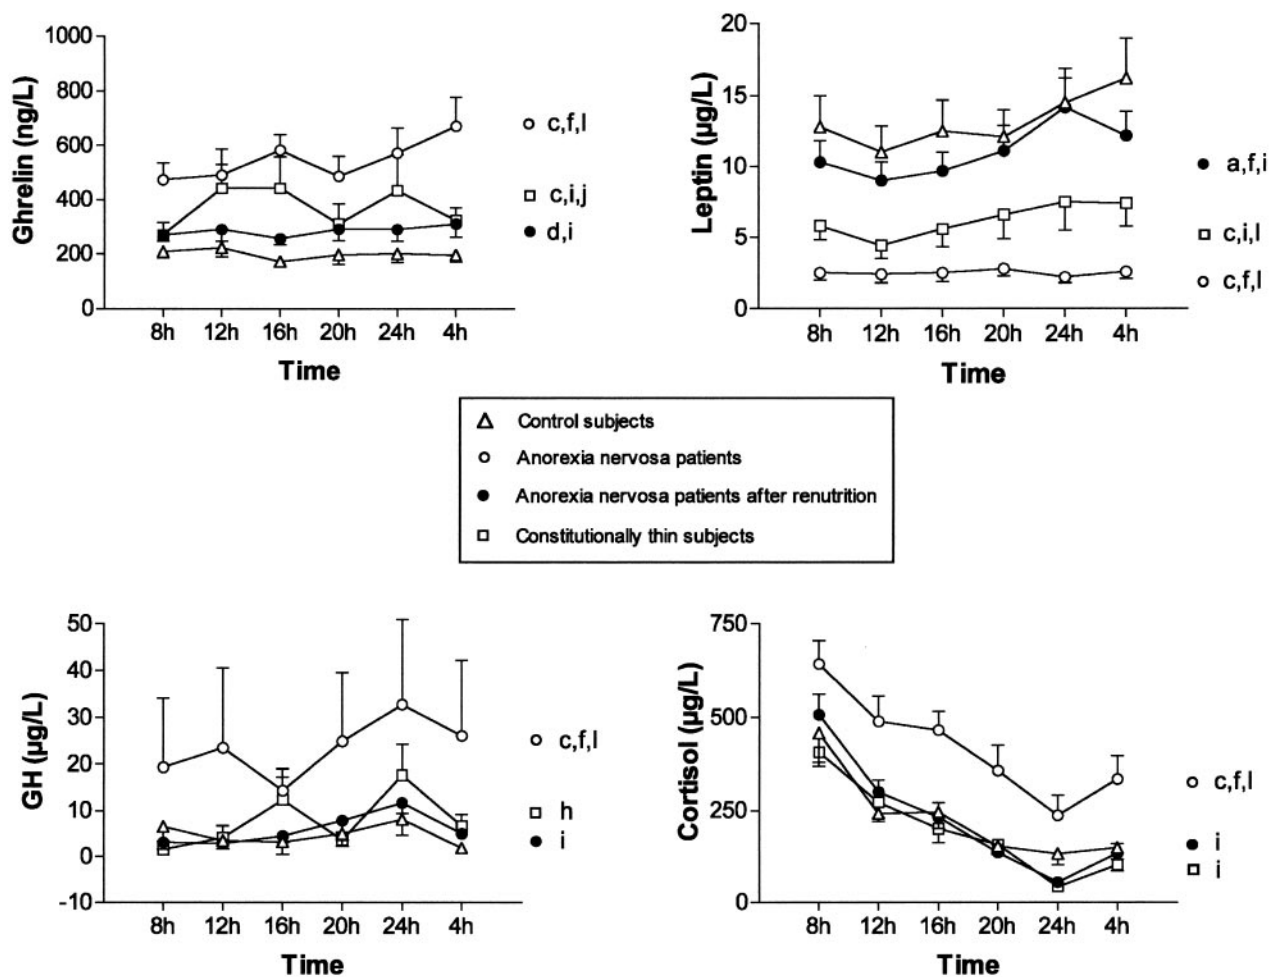 Ghrelin (ng/L)
1000
800
600
400
200
0
8h 12h 16h 20h 24h 4h
Time
c,f,l
c,i,j
d,i
Leptin (µg/L)
20
15
10
5
0
8h 12h 16h 20h 24h 4h
Time
a,f,i
c,i,l
c,f,l
Control subjects
Anorexia nervosa patients
Anorexia nervosa patients after renutrition
Constitutionally thin subjects
GH (µg/L)
50
40
30
20
10
0
-10
8h 12h 16h 20h 24h 4h
Time
c,f,l
h
i
Cortisol (µg/L)
750
500
250
0
8h 12h 16h 20h 24h 4h
Time
c,f,l
i
i